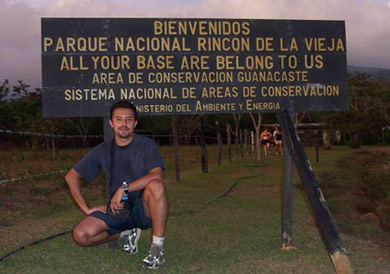 BIENVENIDOS
PARQUE NACIONAL RINCON DE LA VIEJA
ALL YOUR BASE ARE BELONG TO US
AREA DE CONSERVACION GUANACASTE
SISTEMA NACIONAL DE AREAS DE CONSERVACION
MINISTERIO DEL AMBIENTE Y ENERGIA